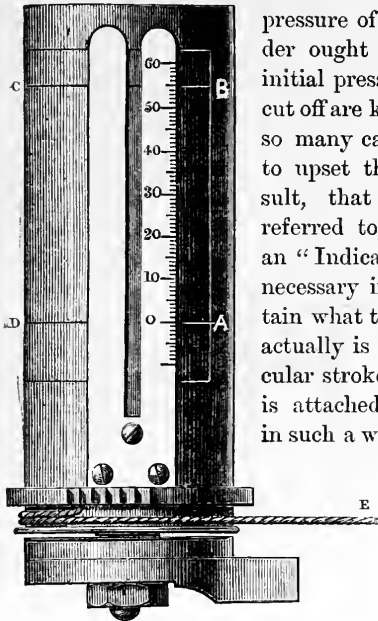 pressure of
der ought
initial press
cut off are k
so many ca
to upset th
sult, that
referred to
an “Indica
necessary i
tain what t
actually is
cular stroke
is attached
in such a w
C
B
60
50
40
30
20
10
0
D
A
E